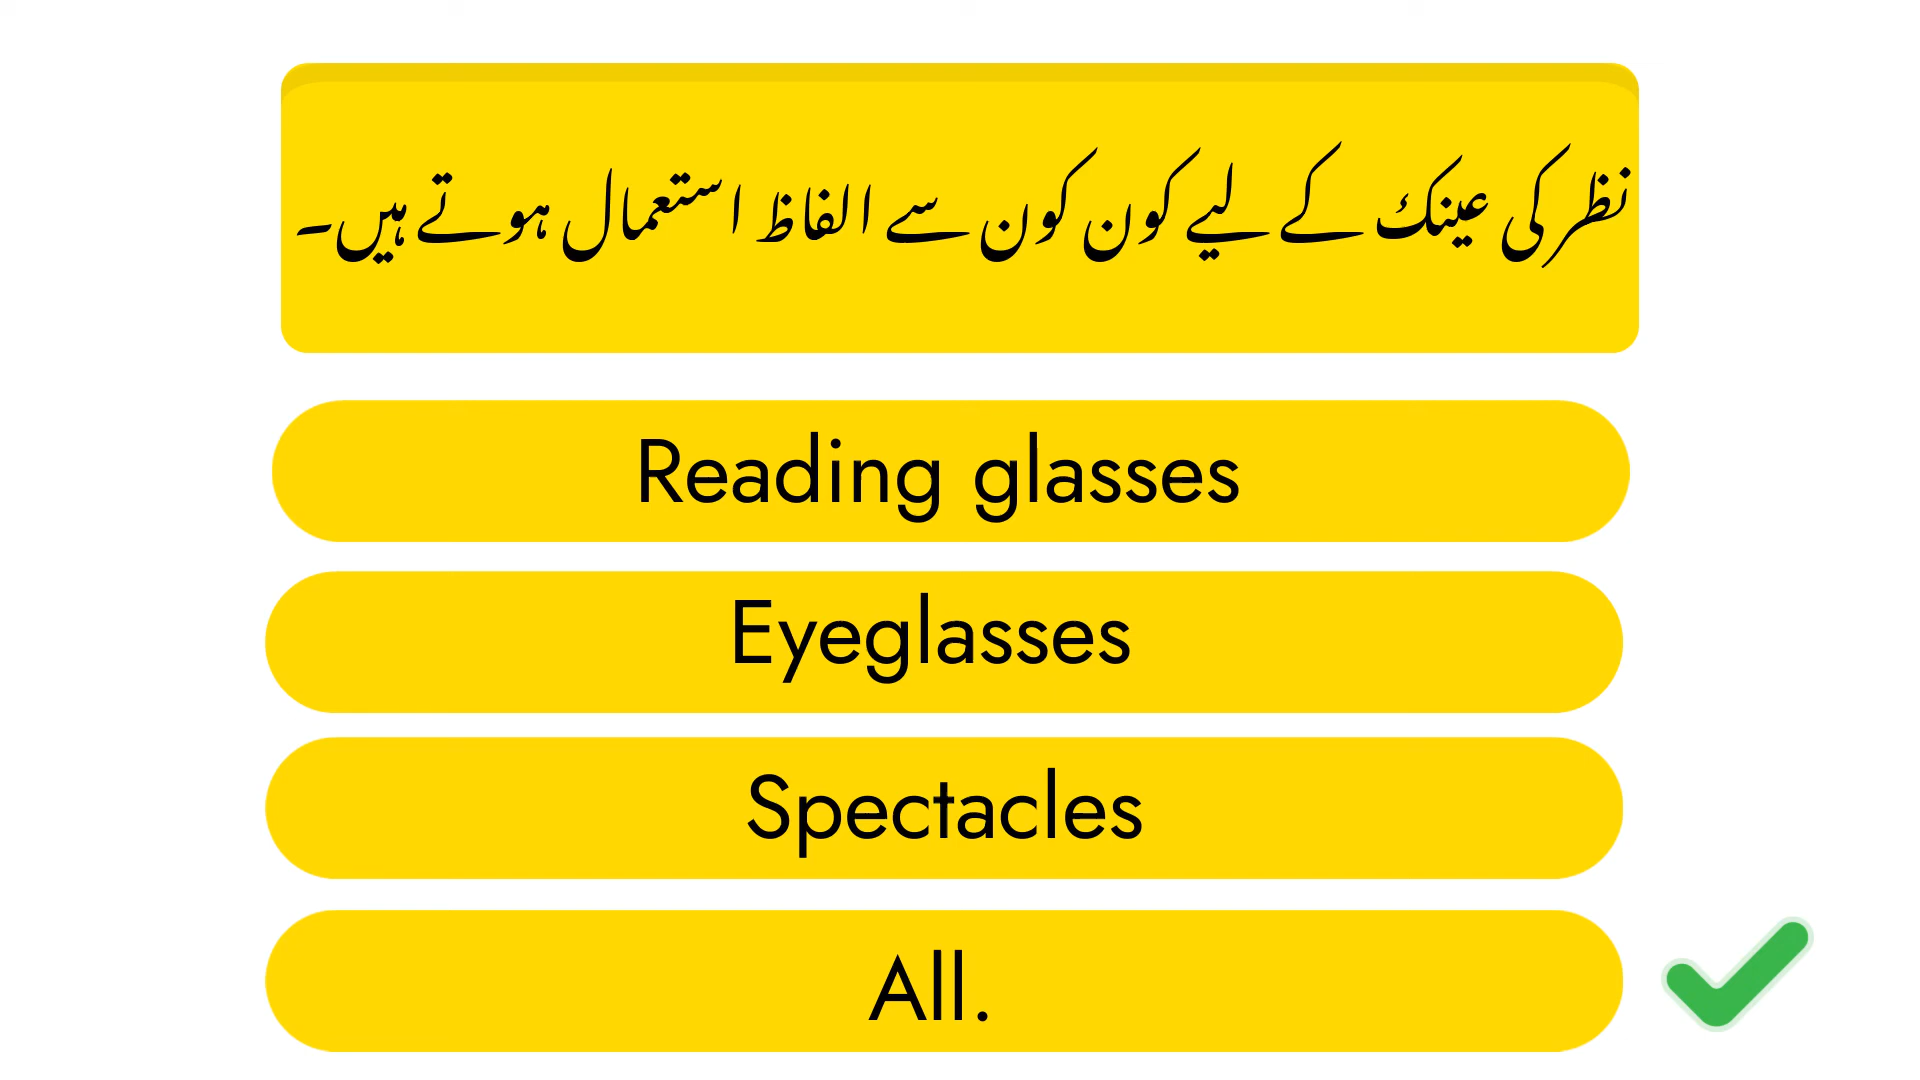 نظر کی عینک کے لیے کون کون سے الفاظ استعمال ہوتے ہیں۔
Reading glasses
Eyeglasses
Spectacles
All.